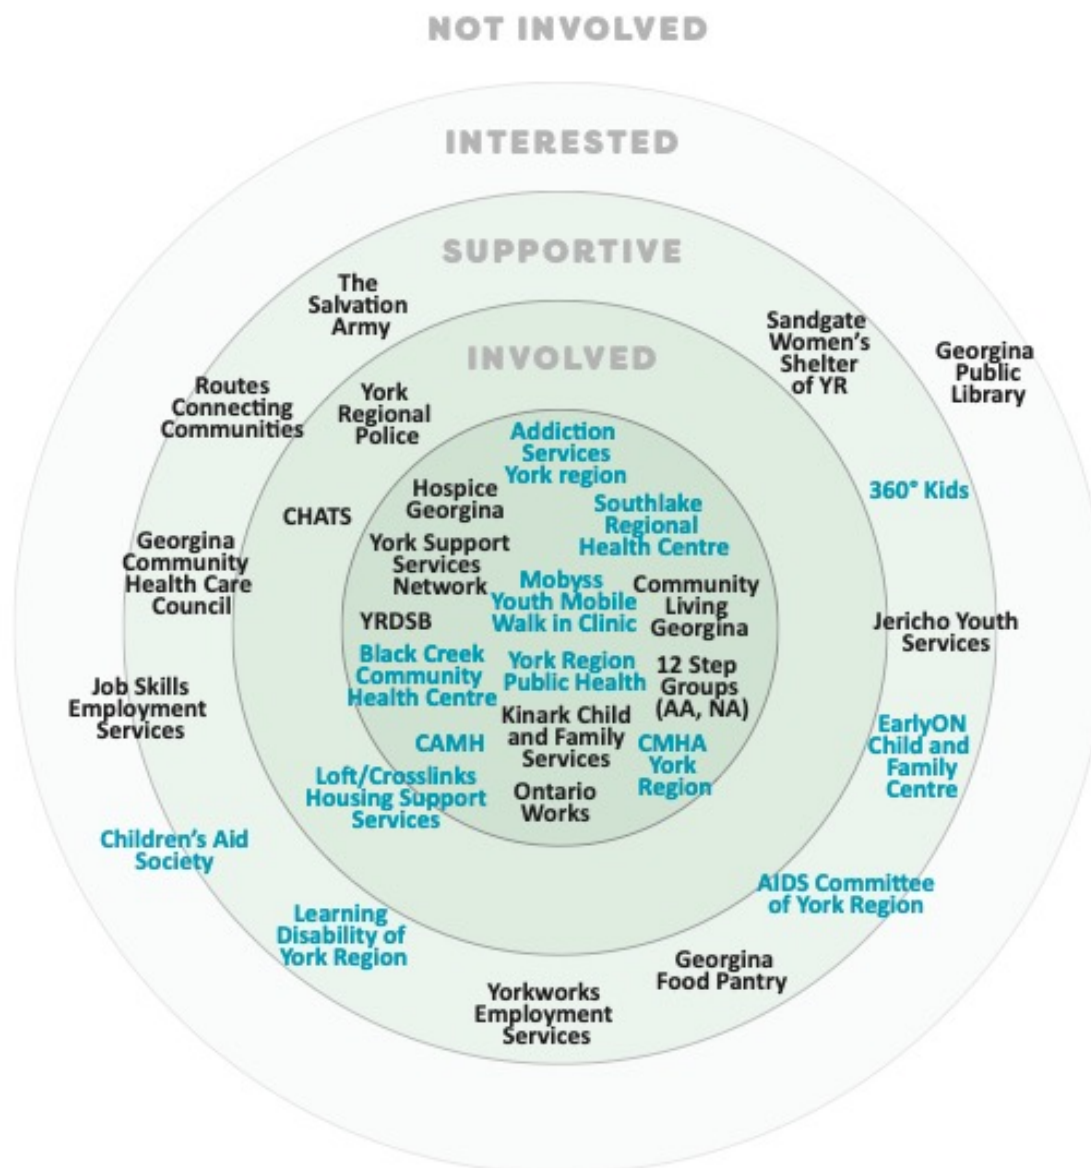 NOT INVOLVED
INTERESTED
SUPPORTIVE
The
Salvation
Army
Sandgate
Women's
Shelter
of YR
Georgina
Public
Library
INVOLVED
Routes
Connecting
Communities
York
Regional
Police
Addiction
Services
York region
360° Kids
Hospice
Georgina
CHATS
Southlake
Regional
Health Centre
Georgina
Community
Health Care
Council
York Support
Services
Network
Mobyss
Youth Mobile
Walk in Clinic
Community
Living
Georgina
YRDSB
Jericho Youth
Services
Black Creek
Community
Health Centre
York Region
Public Health
12 Step
Groups
(AA, NA)
Job Skills
Employment
Services
Kinark Child
and Family
Services
CAMH
CMHA
York
Region
EarlyON
Child and
Family
Centre
Loft/Crosslinks
Housing Support
Services
Ontario
Works
Children's Aid
Society
AIDS Committee
of York Region
Learning
Disability of
York Region
Georgina
Food Pantry
Yorkworks
Employment
Services